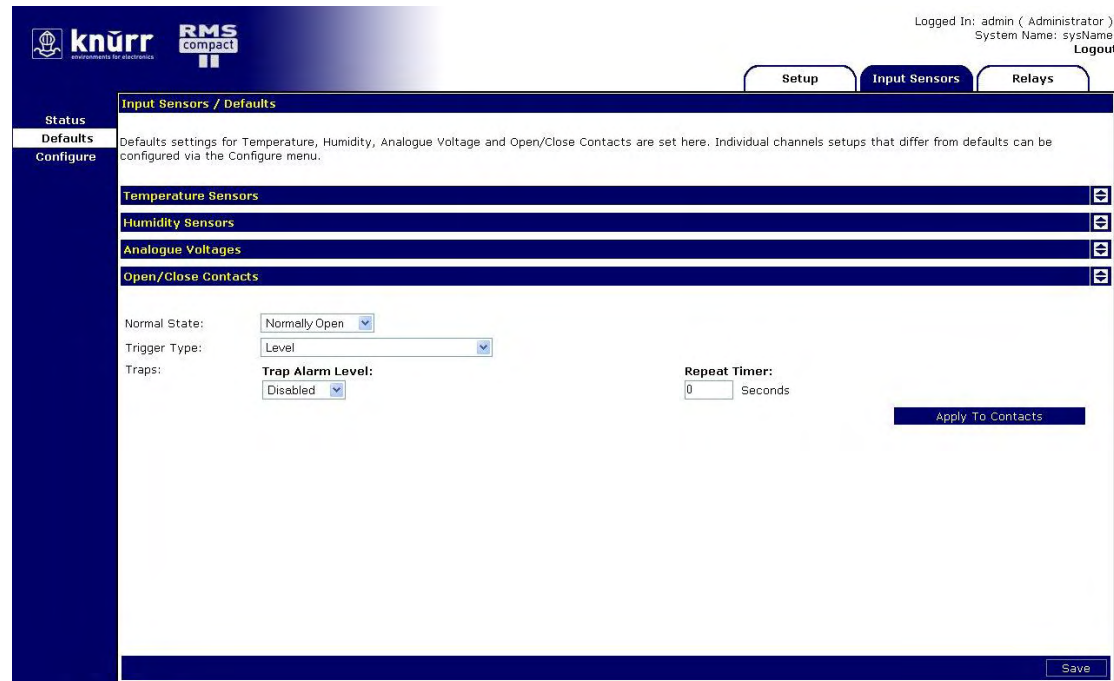 Logged In: admin ( Administrator )
System Name: sysName
Logout
knürr
environments for electronics
RMS
compact
II
Setup
Input Sensors
Relays
Status
Defaults
Configure
Input Sensors / Defaults
Defaults settings for Temperature, Humidity, Analogue Voltage and Open/Close Contacts are set here. Individual channels setups that differ from defaults can be
configured via the Configure menu.
Temperature Sensors
Humidity Sensors
Analogue Voltages
Open/Close Contacts
Normal State: Normally Open
Trigger Type: Level
Traps: Trap Alarm Level: Repeat Timer:
Disabled 0 Seconds
Apply To Contacts
Save